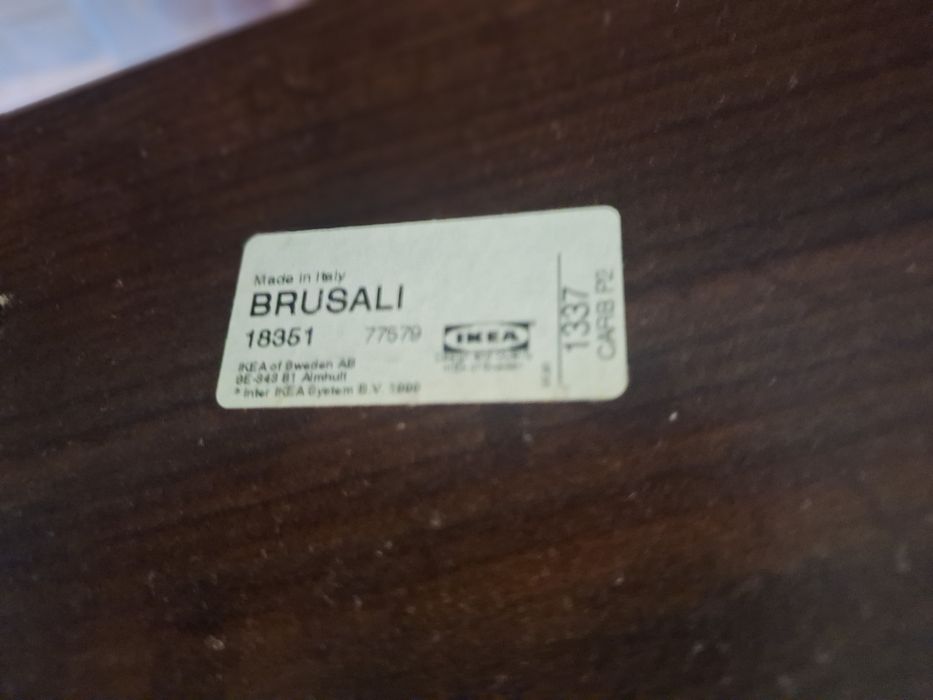 Made in Italy
BRUSALI
18351 77579
IKEA
IKEA of Sweden AB
SE-343 81 Älmhult
Inter IKEA System B.V. 1999
1337
CARB P2